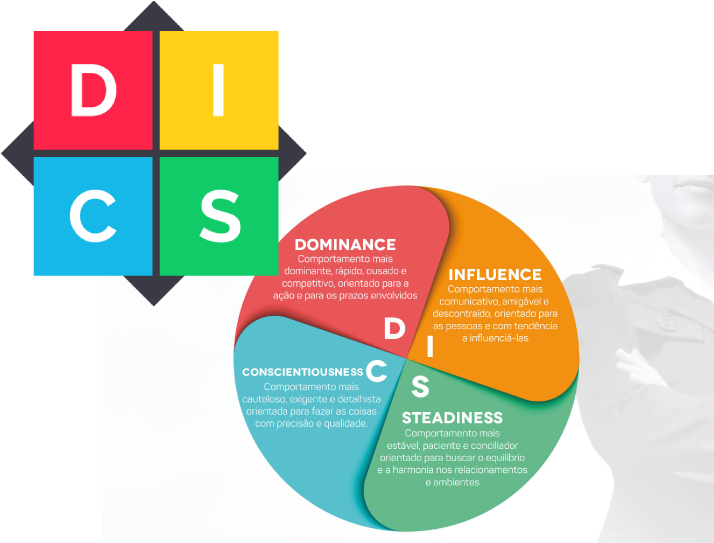 D I
C S
DOMINANCE
Comportamento mais
dominante, rápido, ousado e
competitivo, orientado para a
ação e para os prazos envolvidos
D
INFLUENCE
Comportamento mais
comunicativo, amigável e
descontraído, orientado para
as pessoas e com tendência
a influenciá-las
I
CONSCIENTIOUSNESS C
Comportamento mais
cauteloso, exigente e detalhista
orientada para fazer as coisas
com precisão e qualidade.
S
STEADINESS
Comportamento mais
estável, paciente e conciliador
orientado para buscar o equilíbrio
e a harmonia nos relacionamentos
e ambientes